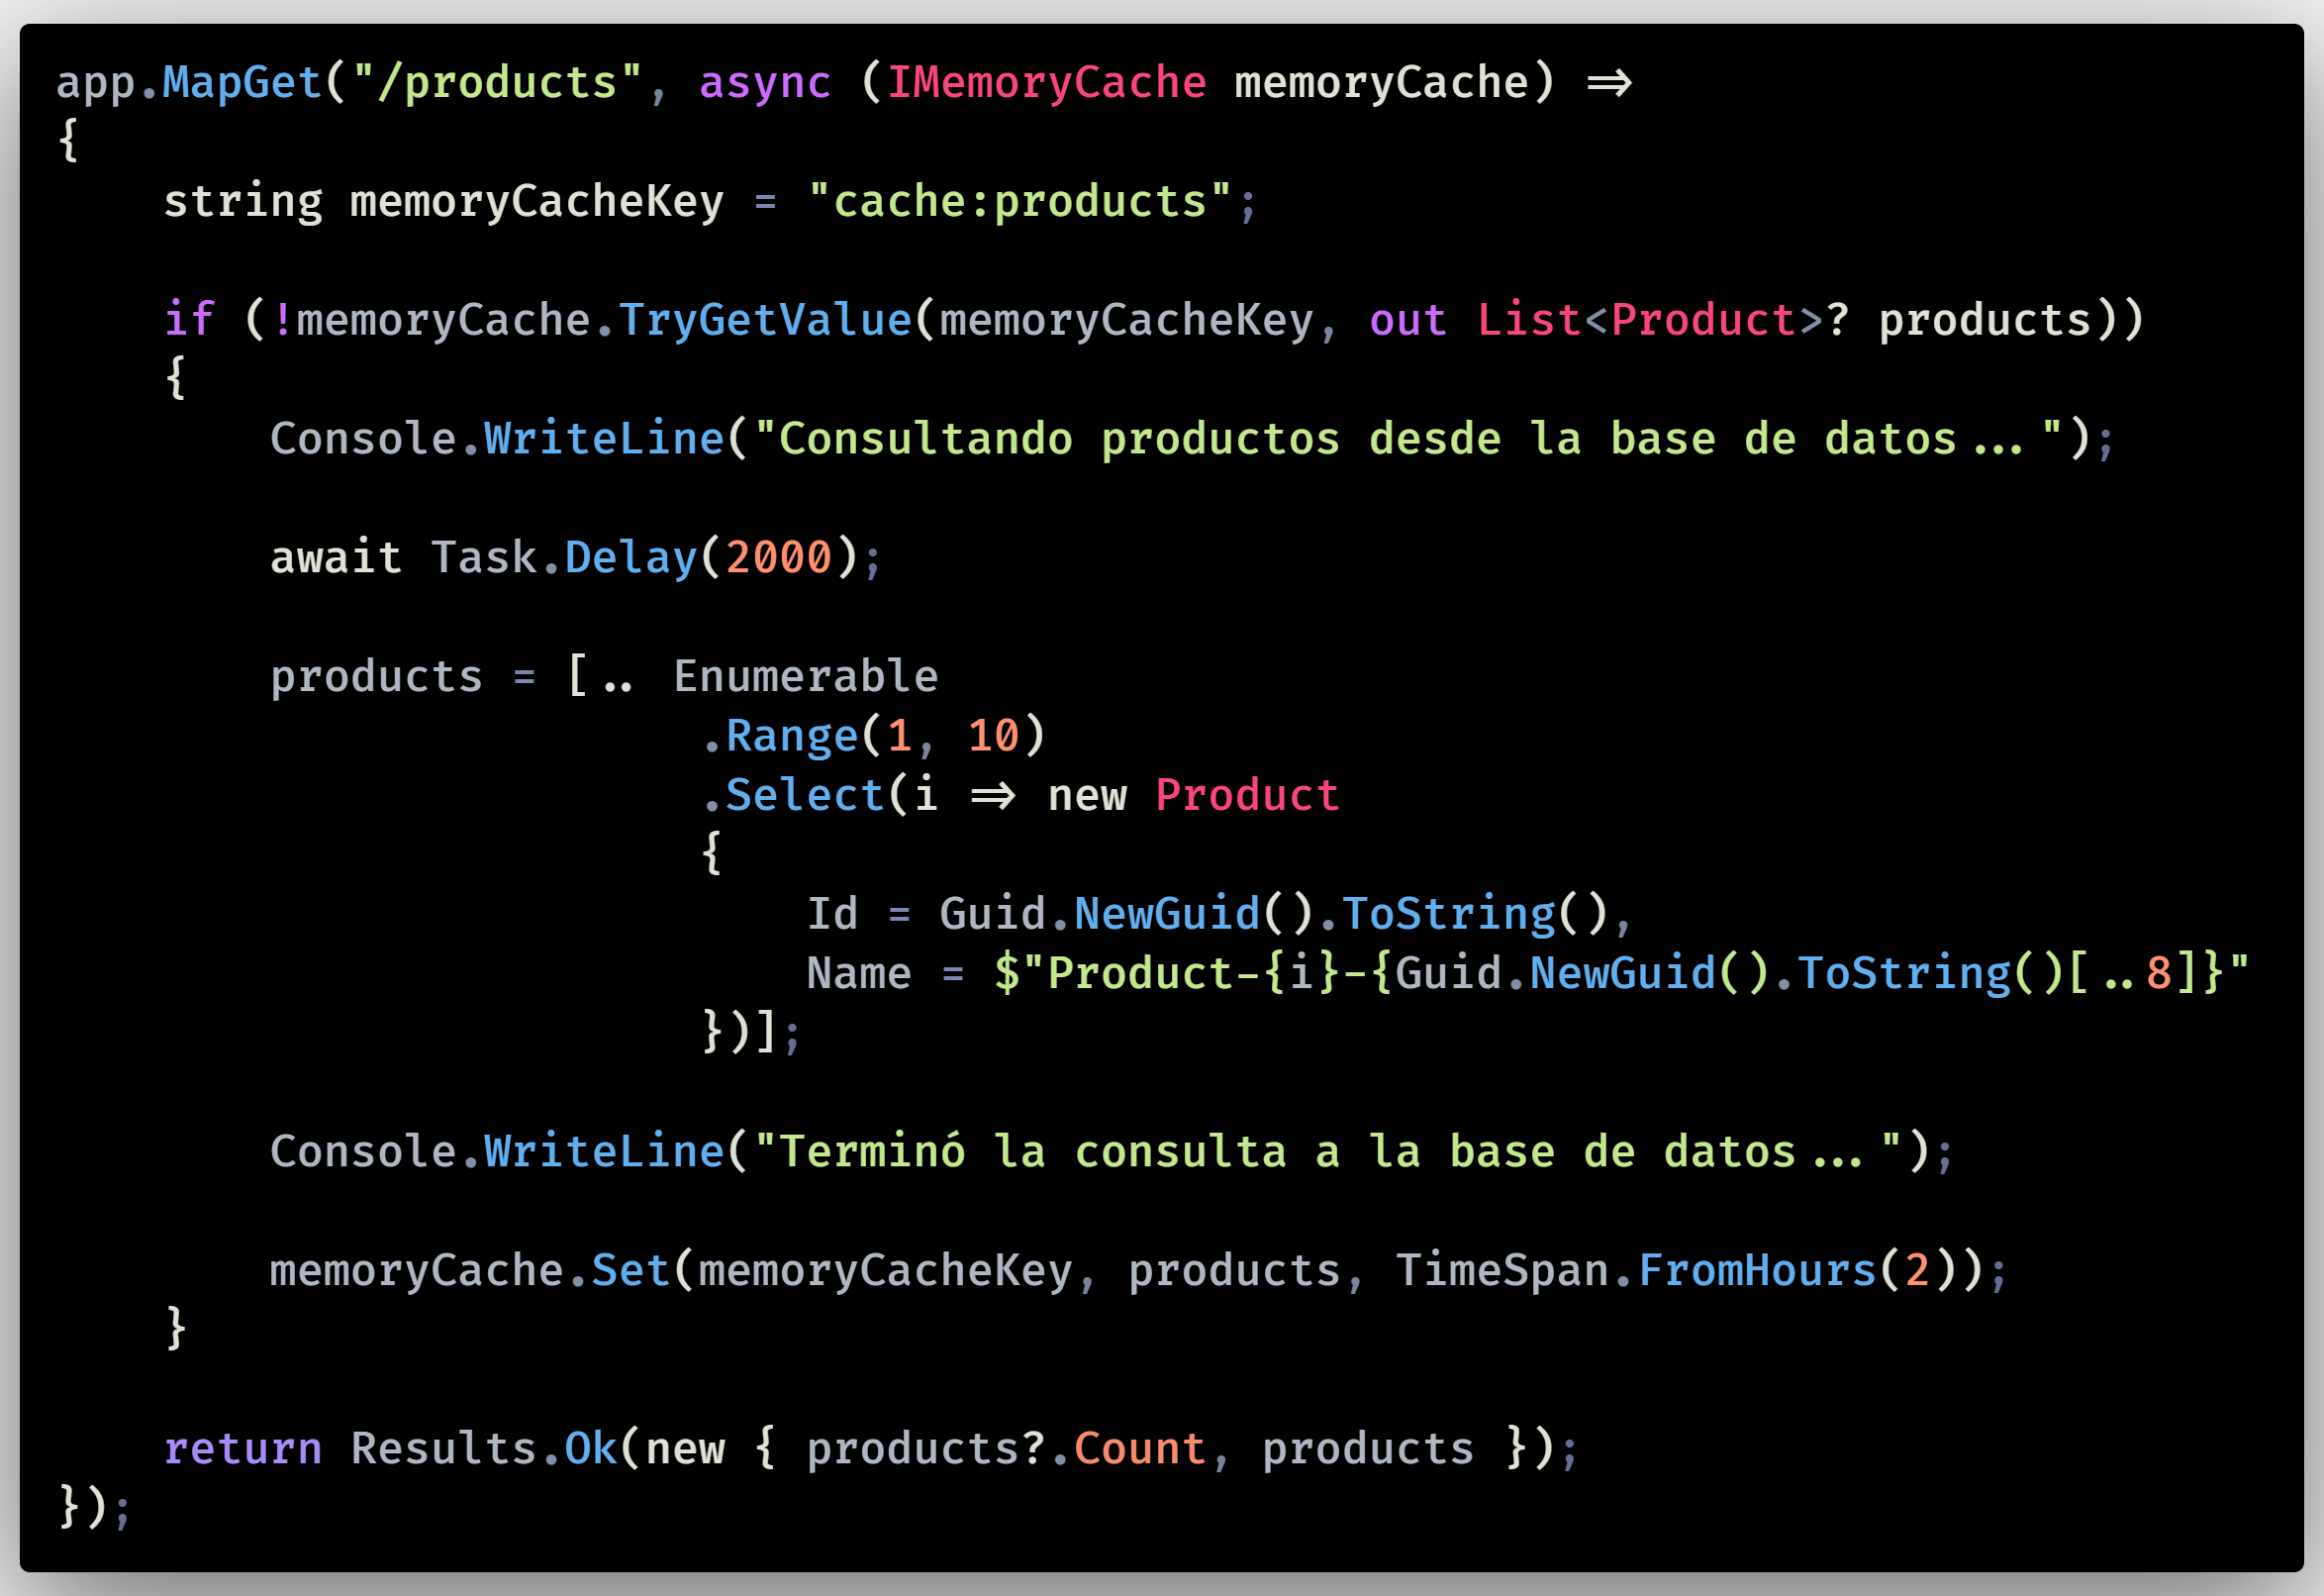 app.MapGet("/products", async (IMemoryCache memoryCache) =>
{
    string memoryCacheKey = "cache:products";

    if (!memoryCache.TryGetValue(memoryCacheKey, out List<Product>? products))
    {
        Console.WriteLine("Consultando productos desde la base de datos...");

        await Task.Delay(2000);

        products = [.. Enumerable
                        .Range(1, 10)
                        .Select(i => new Product
                        {
                            Id = Guid.NewGuid().ToString(),
                            Name = $"Product-{i}-{Guid.NewGuid().ToString()[..8]}"
                        })];

        Console.WriteLine("Terminó la consulta a la base de datos...");

        memoryCache.Set(memoryCacheKey, products, TimeSpan.FromHours(2));
    }

    return Results.Ok(new { products?.Count, products });
});